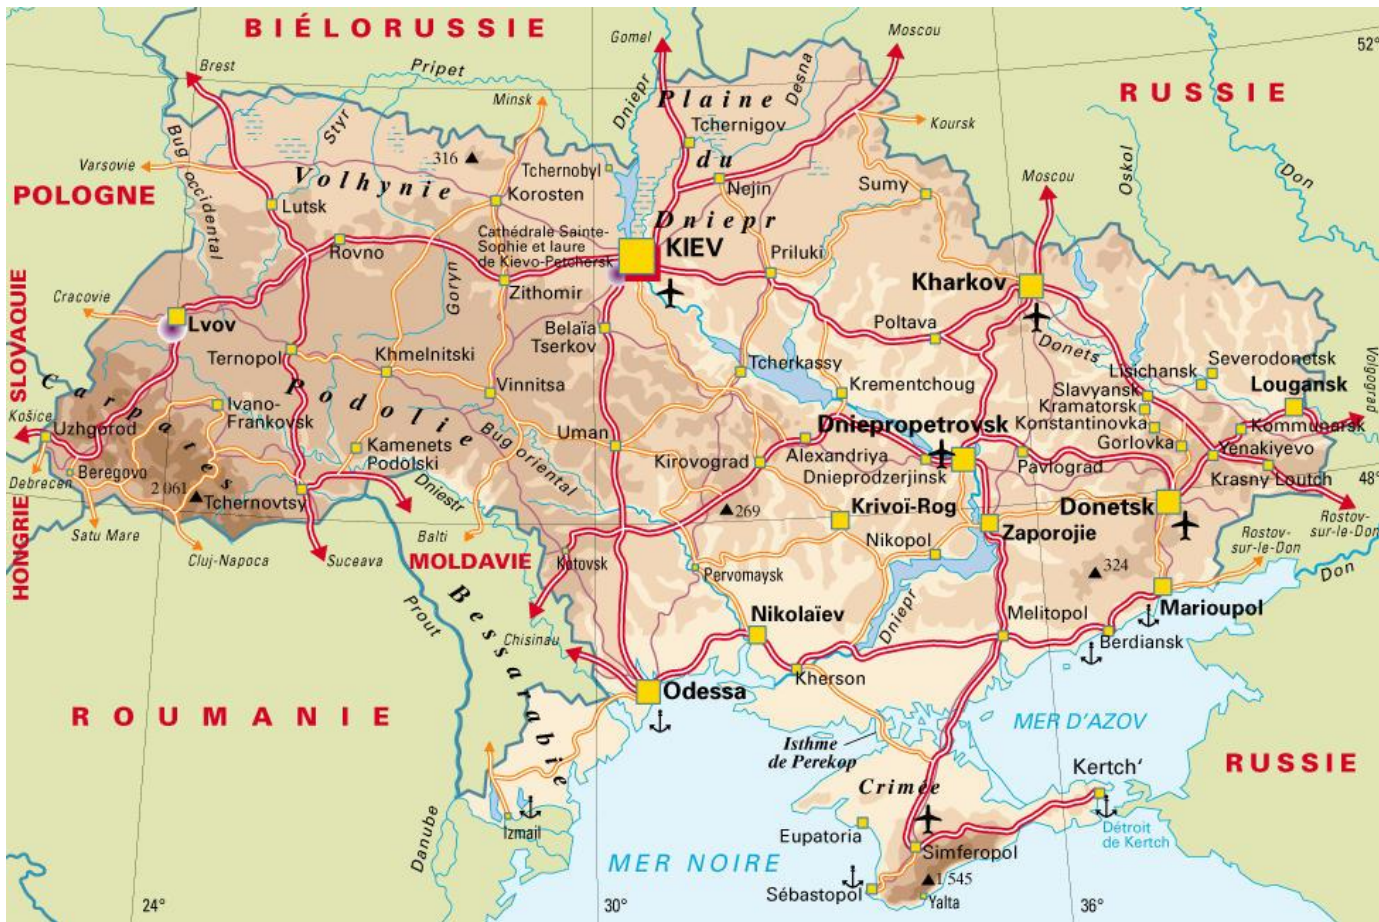 BIÉLORUSSIE
Gomel
Moscou
52°
Brest
Pripet
Minsk
Dniepr
Plaine
Desna
RUSSIE
Tchernigov
Koursk
Styr
Bug occidental
Varsovie
316
Tchernobyl
du
Oskol
Don
Moscou
POLOGNE
Volhynie
Korosten
Nejin
Sumy
Lutsk
Dniepr
Cathédrale Sainte-
Sophie et laure
de Kievo-Petchersk
KIEV
Rovno
Goryn
Priluki
Kharkov
Zithomir
Cracovie
Lvov
SLOVAQUIE
Belaïa
Tserkov
Poltava
Donets
Volgograd
Ternopol
Khmelnitski
Tcherkassy
Severodonetsk
Lisichansk
Lougansk
Carpates
Podolie
Vinnitsa
Krementchoug
Slavyansk
Kramatorsk
Ivano-
Frankovsk
Košice
Uzhgorod
Bug oriental
Uman
Dniepropetrovsk
Konstantinovka
Kommunarsk
Gorlovka
Kamenets
Podolski
Kirovograd
Alexandriya
Dnieprodzerjinsk
Pavlograd
Yenakiyevo
Krasny Loutch
48°
Beregovo
Debrecen
2 061
Tchernovtsy
Dniestr
269
Krivoï-Rog
Donetsk
Zaporojie
Rostov-
sur-le-Don
Satu Mare
Cluj-Napoca
Suceava
Balti
MOLDAVIE
HONGRIE
Kotovsk
Pervomaysk
Nikopol
324
Rostov-
sur-le-Don
Don
Bessarabie
Prout
Chisinau
Nikolaïev
Dniepr
Melitopol
Marioupol
Berdiansk
Kherson
Odessa
ROUMANIE
MER D'AZOV
Isthme
de Perekop
RUSSIE
Crimée
Kertch'
Détroit
de Kertch
Danube
Izmail
Eupatoria
MER NOIRE
Simferopol
Sébastopol
1 545
Yalta
24°
30°
36°